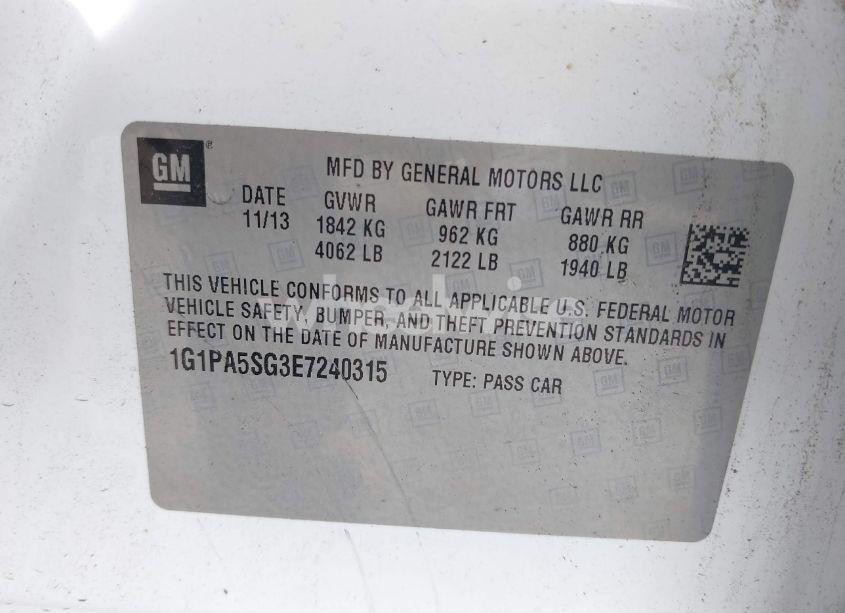 GM®
MFD BY GENERAL MOTORS LLC
DATE GVWR GAWR FRT GAWR RR
11/13 1842 KG 962 KG 880 KG
4062 LB 2122 LB 1940 LB
THIS VEHICLE CONFORMS TO ALL APPLICABLE U.S. FEDERAL MOTOR
VEHICLE SAFETY, BUMPER, AND THEFT PREVENTION STANDARDS IN
EFFECT ON THE DATE OF MANUFACTURE SHOWN ABOVE.
1G1PA5SG3E7240315 TYPE: PASS CAR